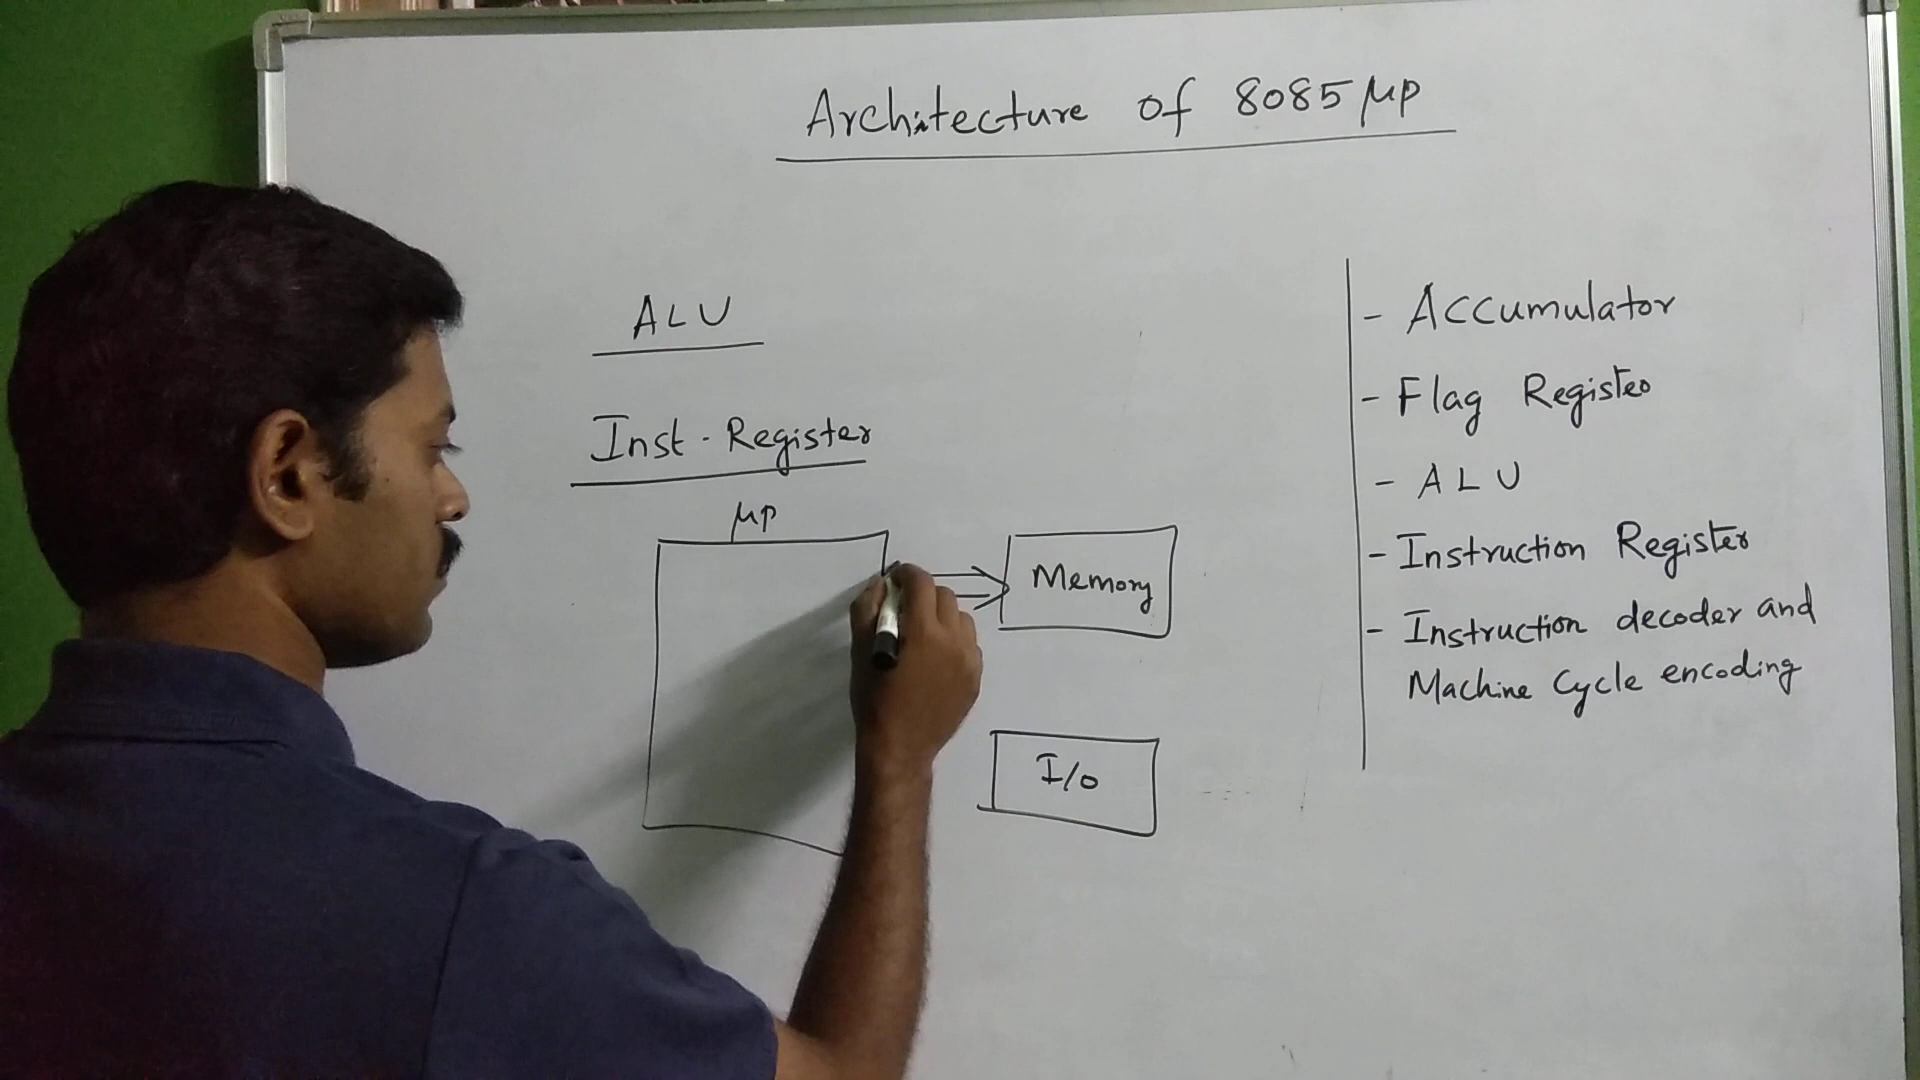 Architecture of 8085 μp
ALU
Inst. Register
μp
Memory
I/o
- Accumulator
- Flag Register
- ALU
- Instruction Register
- Instruction decoder and
Machine Cycle encoding